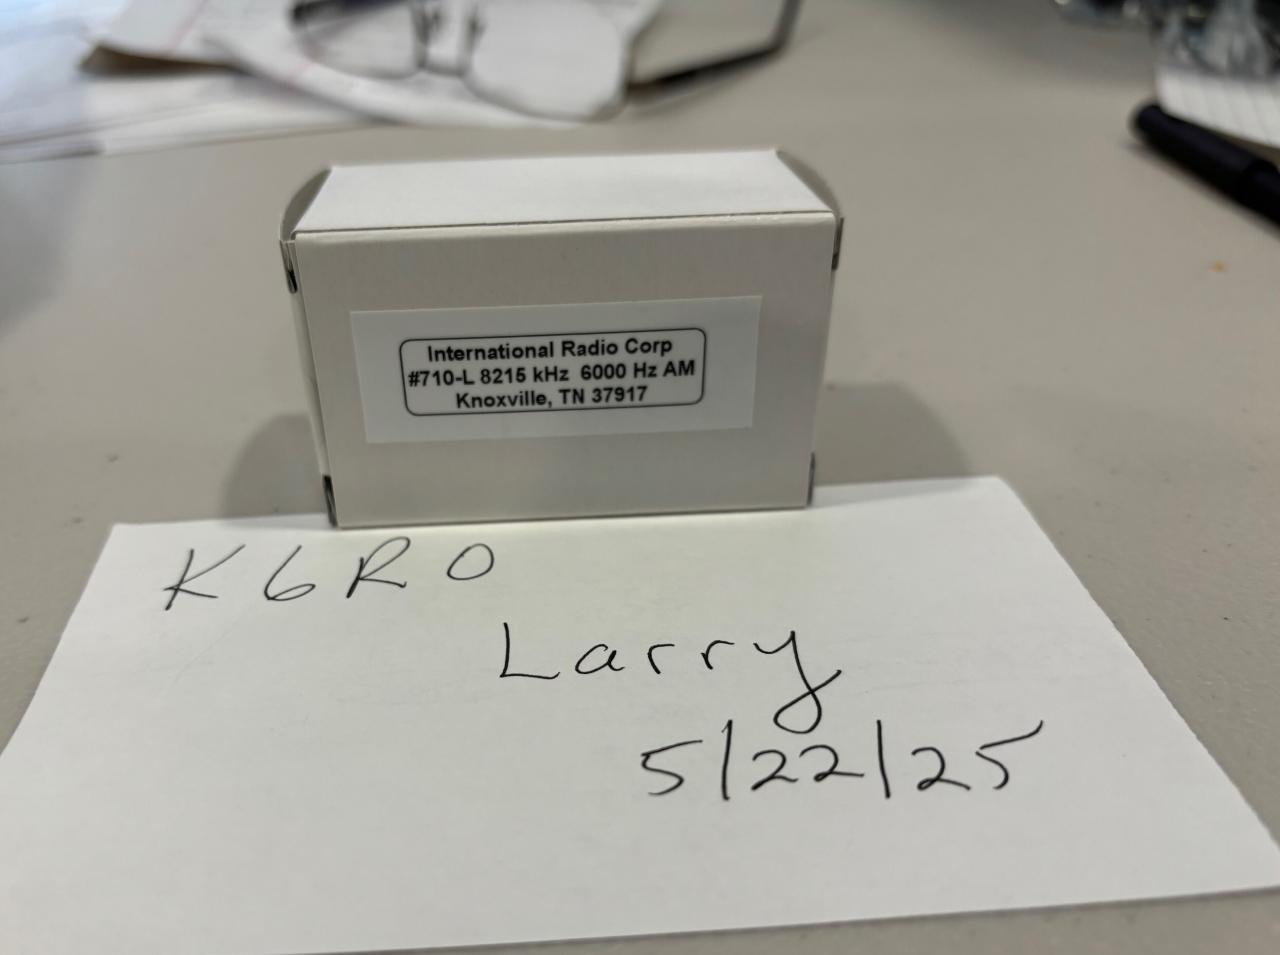 International Radio Corp
#710-L 8215 kHz 6000 Hz AM
Knoxville, TN 37917
K6RO
Larry
5/22/25